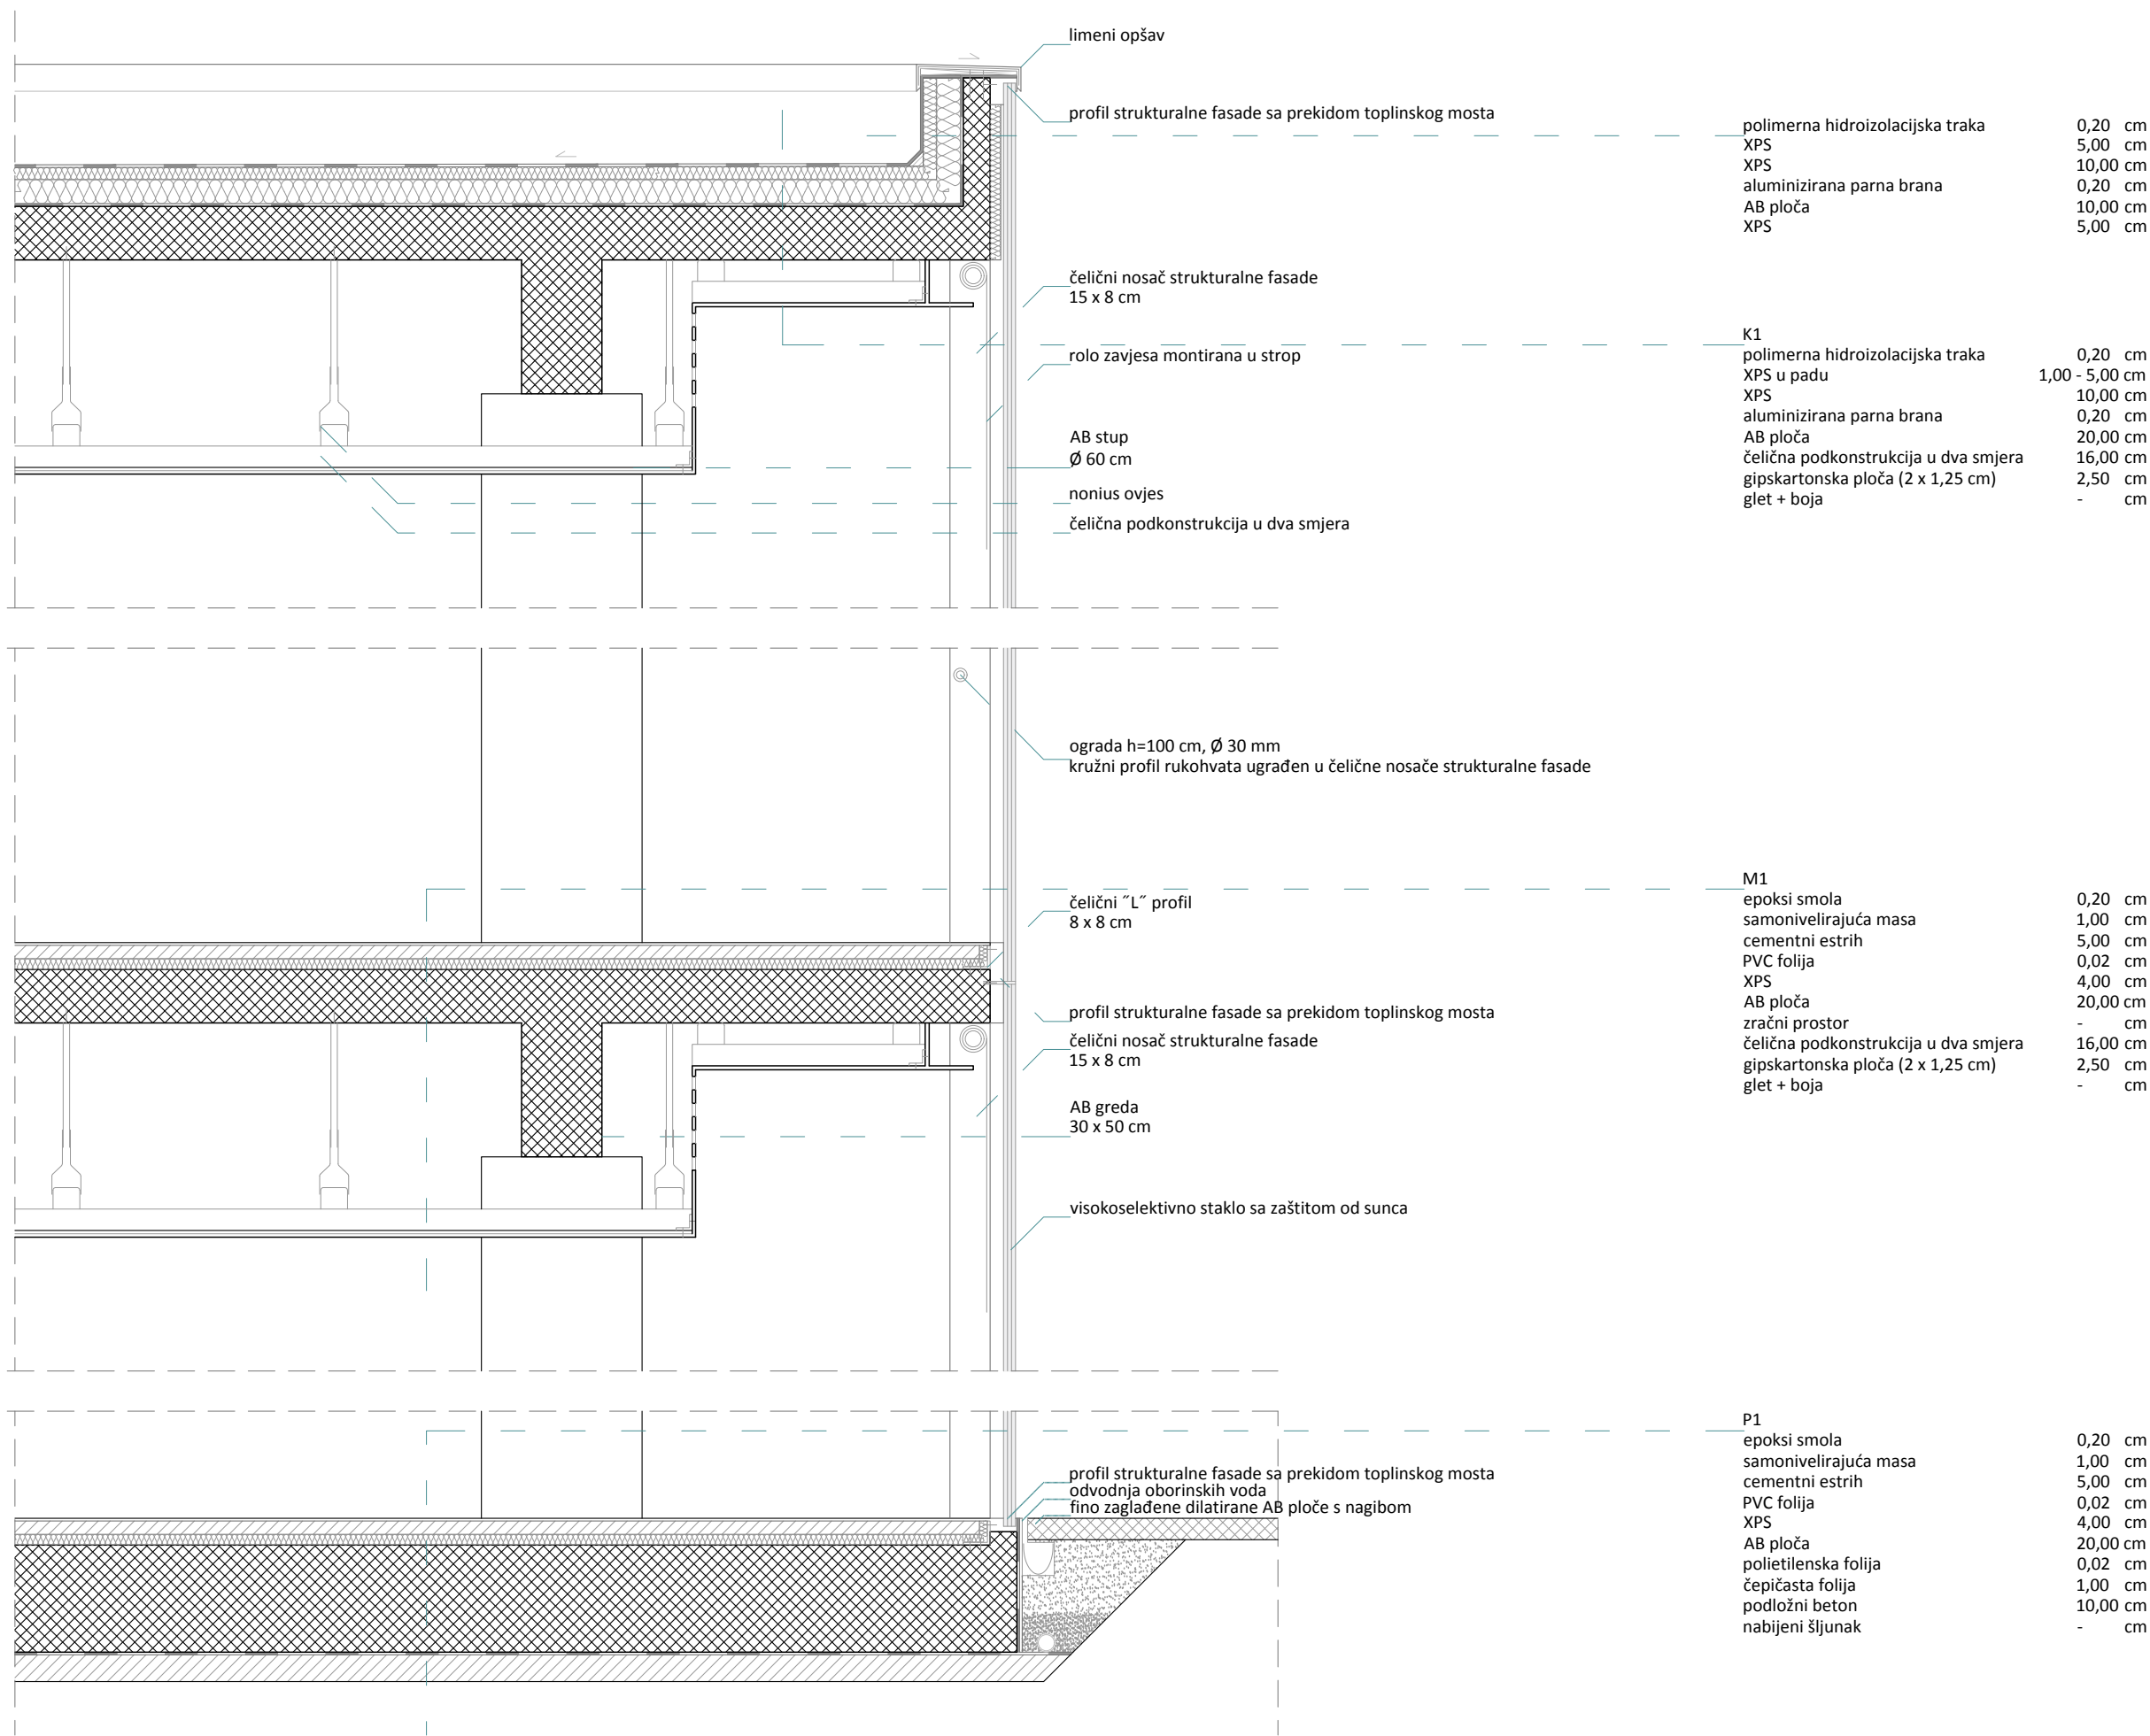 limeni opšav
profil strukturalne fasade sa prekidom toplinskog mosta
čelični nosač strukturalne fasade
15 x 8 cm
rolo zavjesa montirana u strop
AB stup
Ø 60 cm
nonius ovjes
čelična podkonstrukcija u dva smjera
ograda h=100 cm, Ø 30 mm
kružni profil rukohvata ugrađen u čelične nosače strukturalne fasade
čelični ˝L˝ profil
8 x 8 cm
profil strukturalne fasade sa prekidom toplinskog mosta
čelični nosač strukturalne fasade
15 x 8 cm
AB greda
30 x 50 cm
visokoselektivno staklo sa zaštitom od sunca
profil strukturalne fasade sa prekidom toplinskog mosta
odvodnja oborinskih voda
fino zaglađene dilatirane AB ploče s nagibom
polimerna hidroizolacijska traka 0,20 cm
XPS 5,00 cm
XPS 10,00 cm
aluminizirana parna brana 0,20 cm
AB ploča 10,00 cm
XPS 5,00 cm
K1
polimerna hidroizolacijska traka 0,20 cm
XPS u padu 1,00 - 5,00 cm
XPS 10,00 cm
aluminizirana parna brana 0,20 cm
AB ploča 20,00 cm
čelična podkonstrukcija u dva smjera 16,00 cm
gipskartonska ploča (2 x 1,25 cm) 2,50 cm
glet + boja - cm
M1
epoksi smola 0,20 cm
samonivelirajuća masa 1,00 cm
cementni estrih 5,00 cm
PVC folija 0,02 cm
XPS 4,00 cm
AB ploča 20,00 cm
zračni prostor - cm
čelična podkonstrukcija u dva smjera 16,00 cm
gipskartonska ploča (2 x 1,25 cm) 2,50 cm
glet + boja - cm
P1
epoksi smola 0,20 cm
samonivelirajuća masa 1,00 cm
cementni estrih 5,00 cm
PVC folija 0,02 cm
XPS 4,00 cm
AB ploča 20,00 cm
polietilenska folija 0,02 cm
čepičasta folija 1,00 cm
podložni beton 10,00 cm
nabijeni šljunak - cm